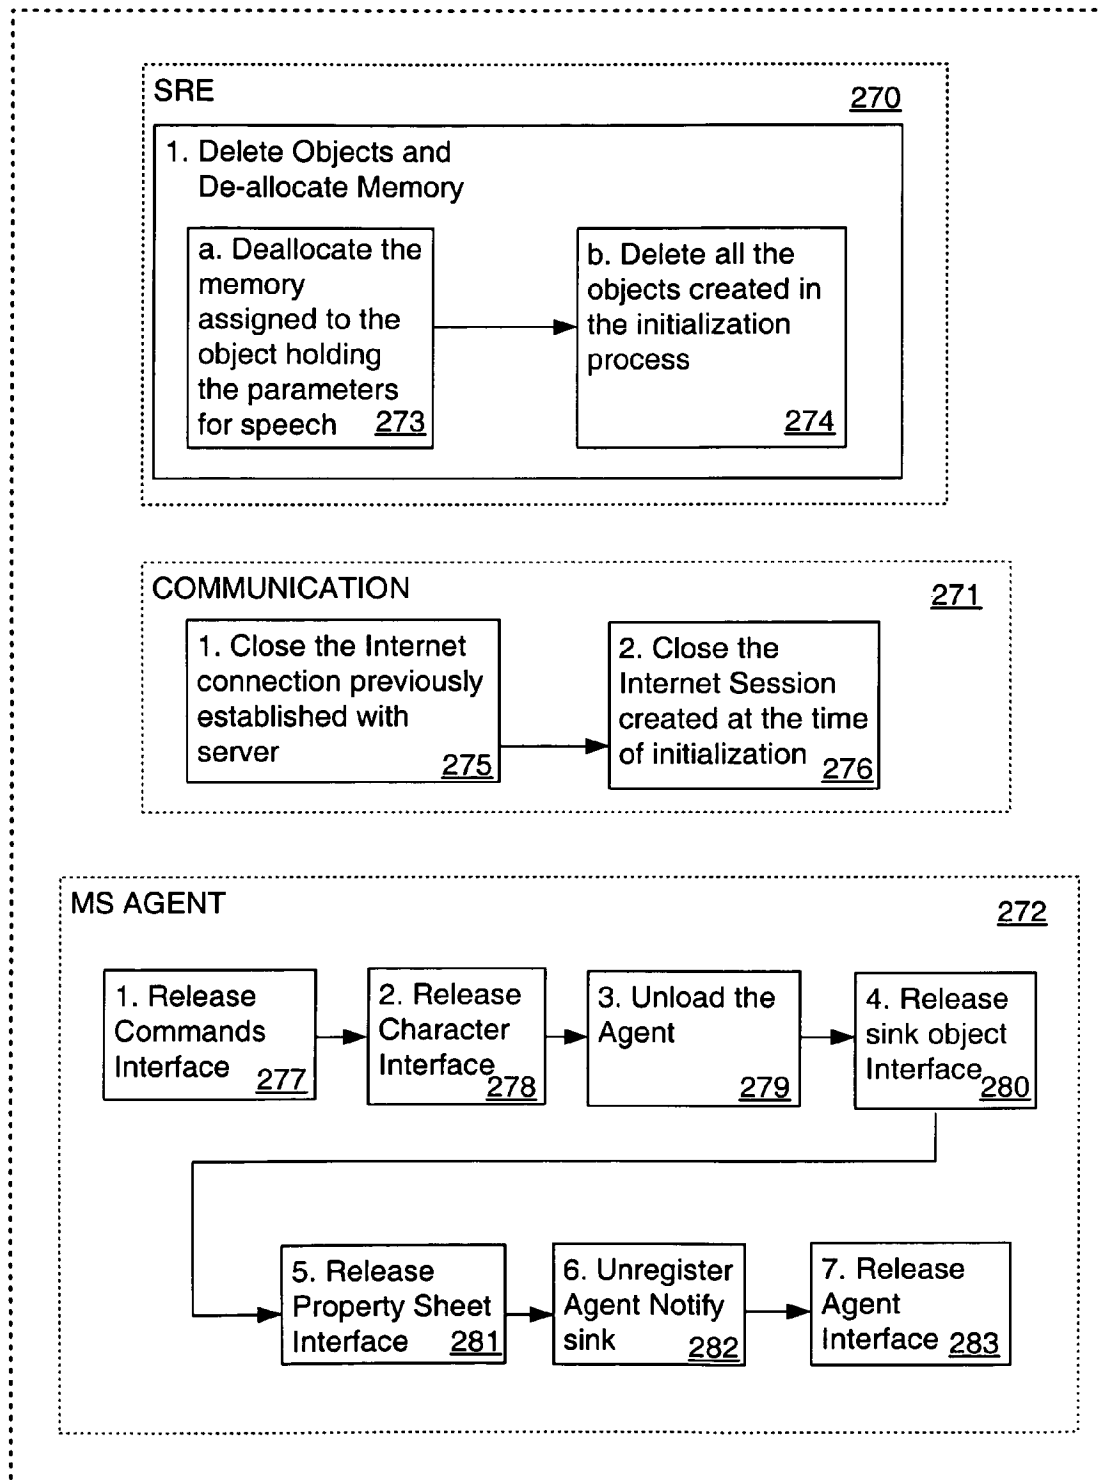 SRE
270
1. Delete Objects and
De-allocate Memory
a. Deallocate the
memory
assigned to the
object holding
the parameters
for speech 273
b. Delete all the
objects created in
the initialization
process
274
COMMUNICATION
271
1. Close the Internet
connection previously
established with
server
275
2. Close the
Internet Session
created at the time
of initialization 276
MS AGENT
272
1. Release
Commands
Interface 277
2. Release
Character
Interface 278
3. Unload the
Agent
279
4. Release
sink object
Interface 280
5. Release
Property Sheet
Interface 281
6. Unregister
Agent Notify
sink 282
7. Release
Agent
Interface 283